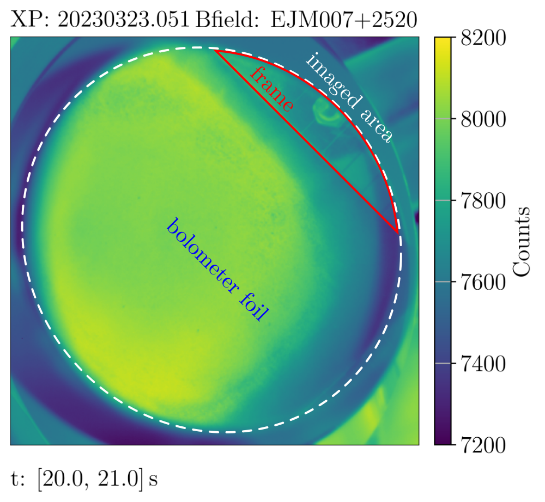 XP: 20230323.051 Bfield: EJM007+2520
imaged area
frame
bolometer foil
8200
8000
7800
7600
7400
7200
Counts
t: [20.0, 21.0] s